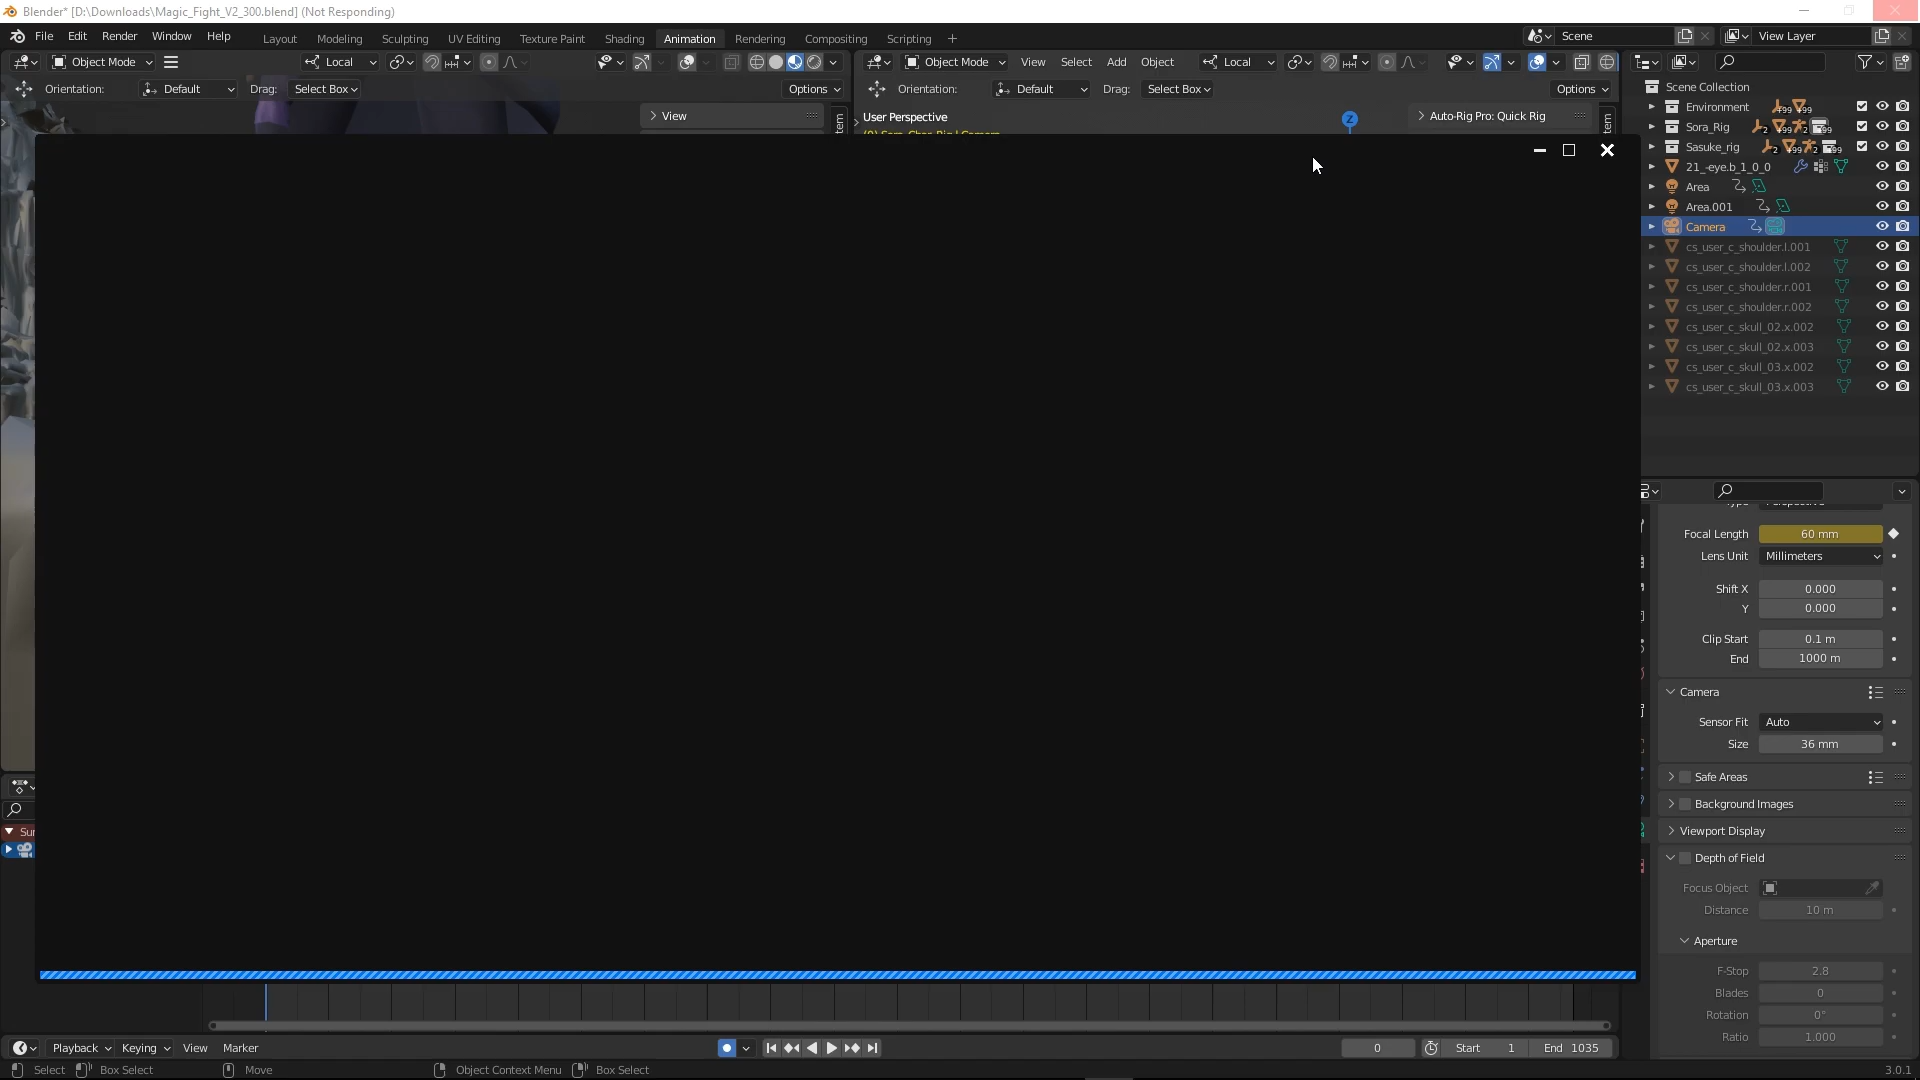 Blender* [D:\Downloads\Magic_Fight_V2_300.blend] (Not Responding)
File Edit Render Window Help
Layout Modeling Sculpting UV Editing Texture Paint Shading Animation Rendering Compositing Scripting +
Scene
View Layer
Object Mode
Local
Object Mode View Select Add Object
Local
Orientation: Default Drag: Select Box Options
Orientation: Default Drag: Select Box Options
View
User Perspective
Z
Auto-Rig Pro: Quick Rig
Scene Collection
Environment
Sora_Rig
Sasuke_rig
21_-eye.b_1_0_0
Area
Area.001
Camera
cs_user_c_shoulder.l.001
cs_user_c_shoulder.l.002
cs_user_c_shoulder.r.001
cs_user_c_shoulder.r.002
cs_user_c_skull_02.x.002
cs_user_c_skull_02.x.003
cs_user_c_skull_03.x.002
cs_user_c_skull_03.x.003
Focal Length 60 mm
Lens Unit Millimeters
Shift X 0.000
Y 0.000
Clip Start 0.1 m
End 1000 m
Camera
Sensor Fit Auto
Size 36 mm
Safe Areas
Background Images
Viewport Display
Depth of Field
Focus Object
Distance 10 m
Aperture
F-Stop 2.8
Blades 0
Rotation 0°
Ratio 1.000
Playback Keying View Marker
0 Start 1 End 1035
Select Box Select Move Object Context Menu Box Select
3.0.1